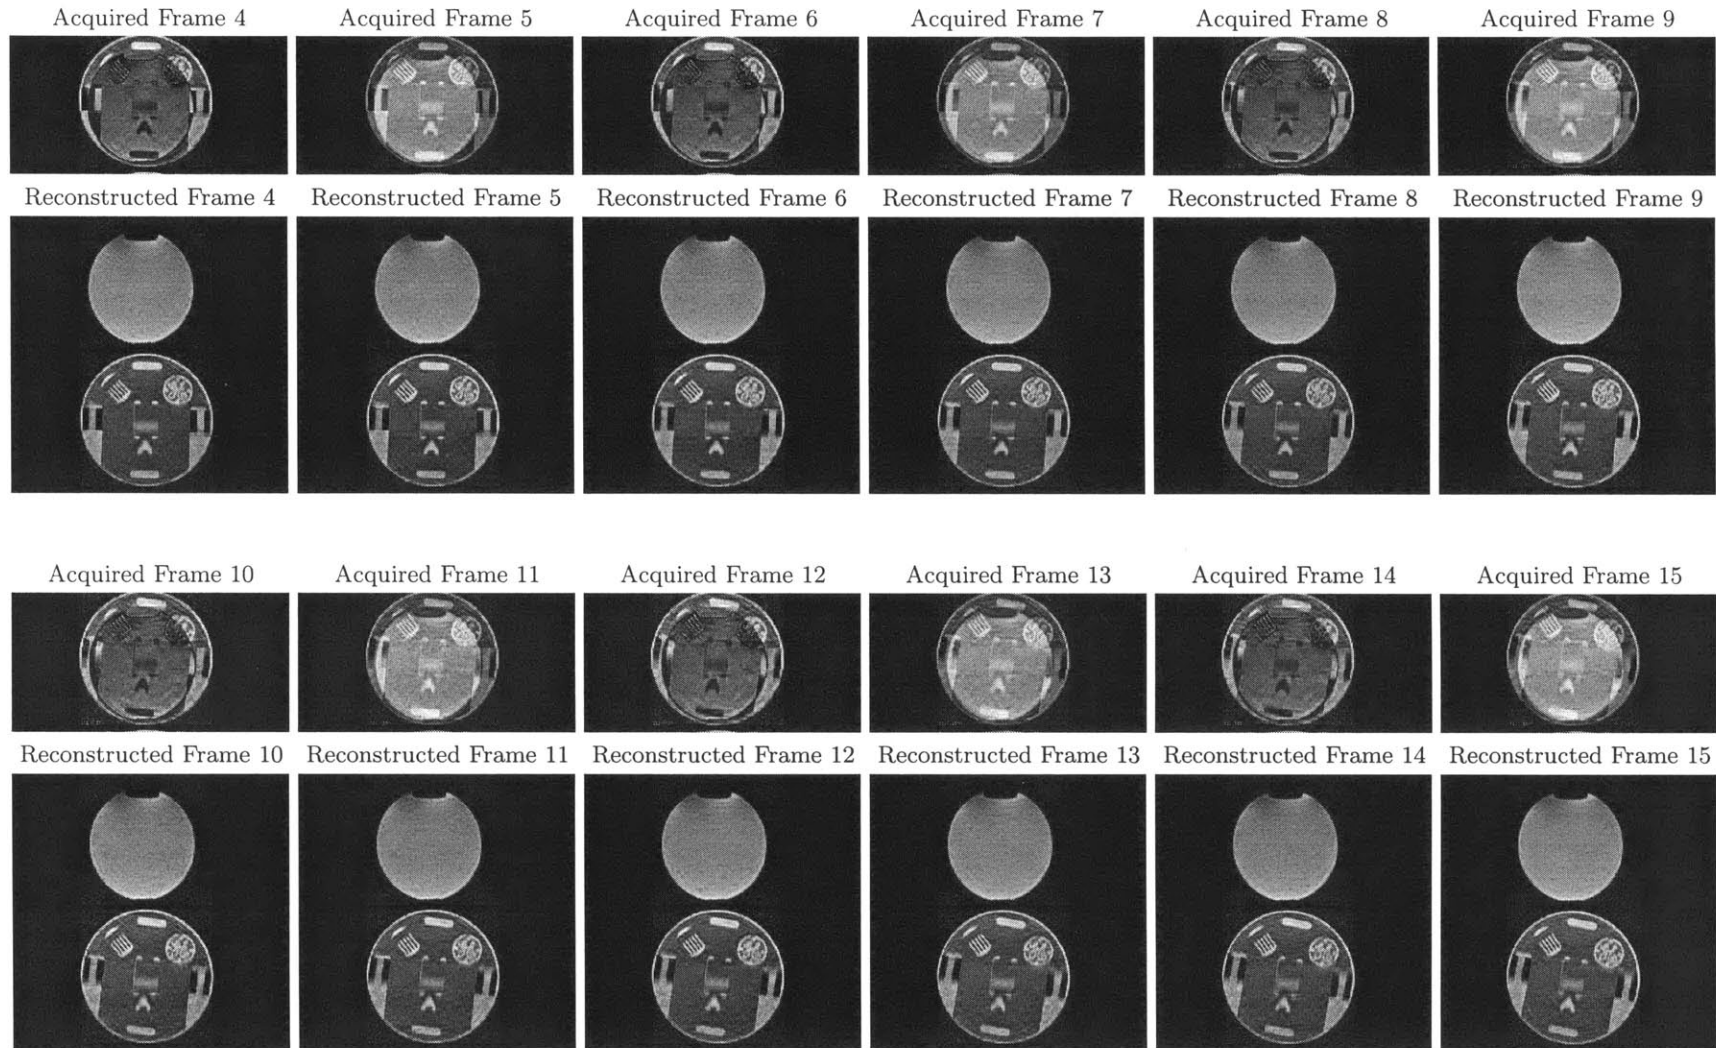 Acquired Frame 4 Acquired Frame 5 Acquired Frame 6 Acquired Frame 7 Acquired Frame 8 Acquired Frame 9
Reconstructed Frame 4 Reconstructed Frame 5 Reconstructed Frame 6 Reconstructed Frame 7 Reconstructed Frame 8 Reconstructed Frame 9
Acquired Frame 10 Acquired Frame 11 Acquired Frame 12 Acquired Frame 13 Acquired Frame 14 Acquired Frame 15
Reconstructed Frame 10 Reconstructed Frame 11 Reconstructed Frame 12 Reconstructed Frame 13 Reconstructed Frame 14 Reconstructed Frame 15